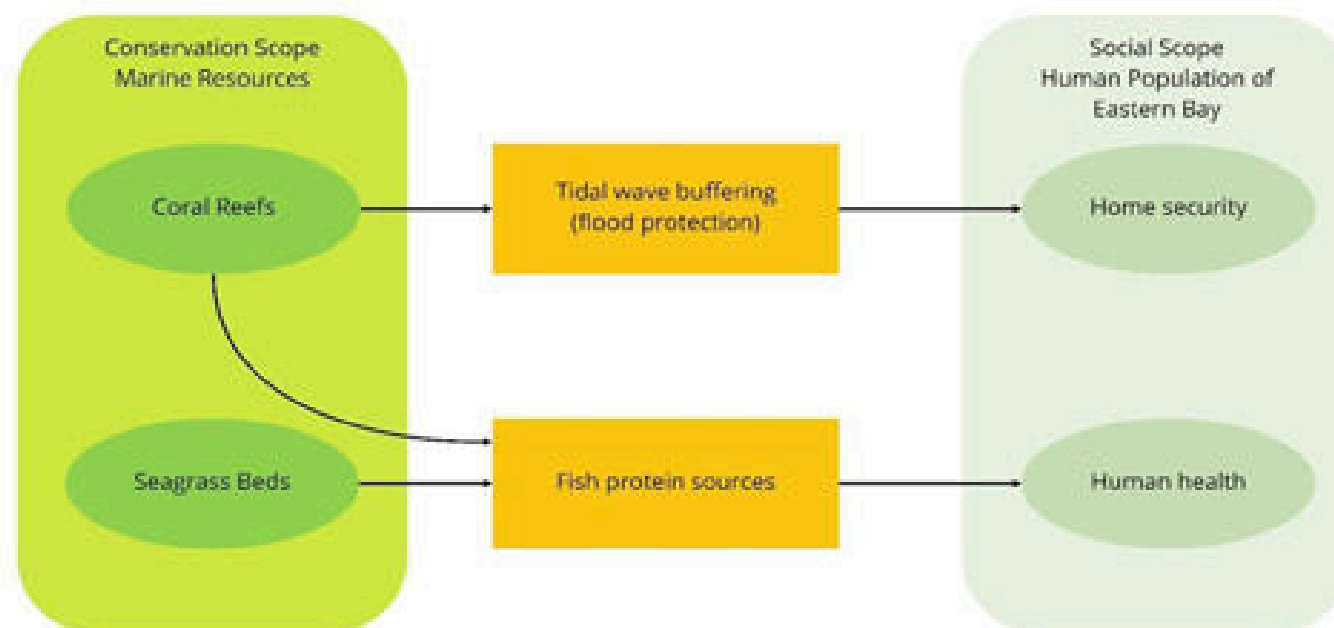 Conservation Scope
Marine Resources
Social Scope
Human Population of
Eastern Bay
Coral Reefs
Tidal wave buffering
(flood protection)
Home security
Seagrass Beds
Fish protein sources
Human health